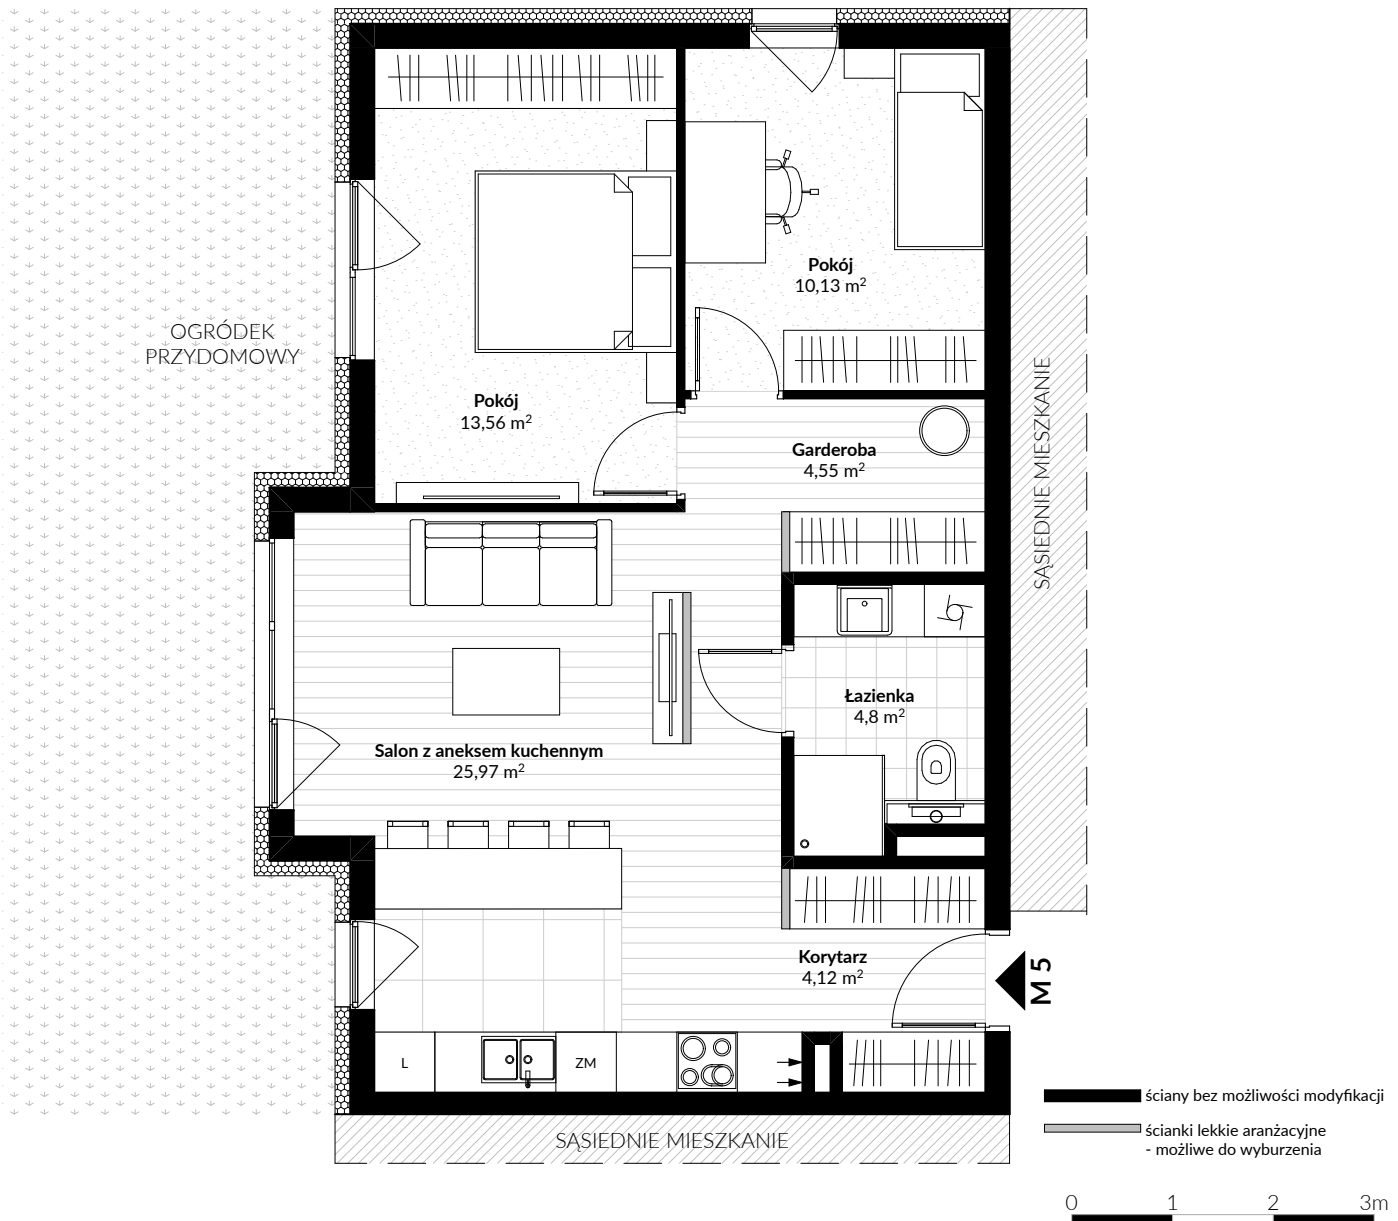 Pokój
10,13 m²
OGRÓDEK
PRZYDOMOWY
Pokój
13,56 m²
Garderoba
4,55 m²
SĄSIEDNIE MIESZKANIE
Łazienka
4,8 m²
Salon z aneksem kuchennym
25,97 m²
Korytarz
4,12 m²
M 5
L
ZM
SĄSIEDNIE MIESZKANIE
ściany bez możliwości modyfikacji
ścianki lekkie aranżacyjne
- możliwe do wyburzenia
0 1 2 3m